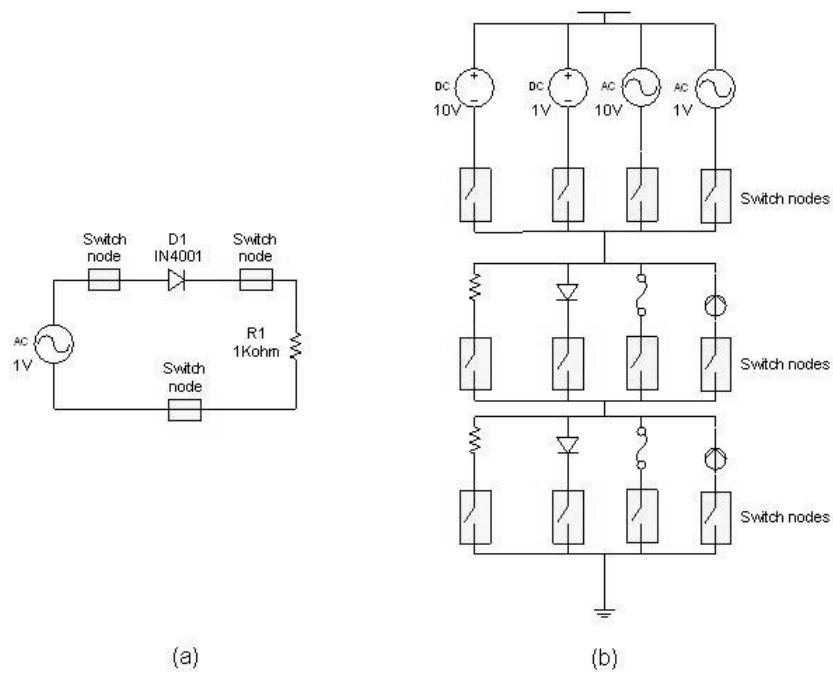 DC
10V
DC
1V
AC
10V
AC
1V
Switch nodes
Switch
node
D1
IN4001
Switch
node
AC
1V
R1
1Kohm
Switch
node
Switch nodes
Switch nodes
(a)
(b)